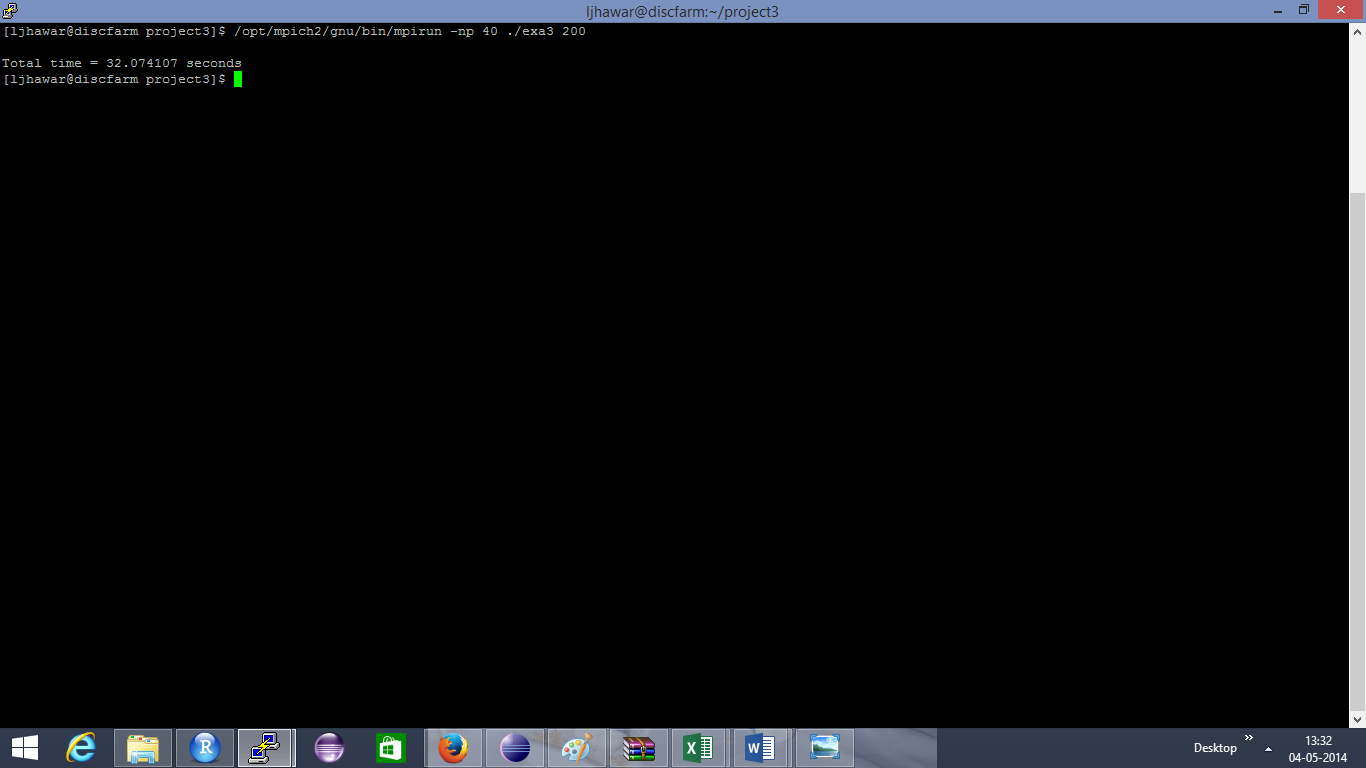 ljhawar@discfarm:~/project3
[ljhawar@discfarm project3]$ /opt/mpich2/gnu/bin/mpirun -np 40 ./exa3 200
Total time = 32.074107 seconds
[ljhawar@discfarm project3]$
Desktop
13:32
04-05-2014